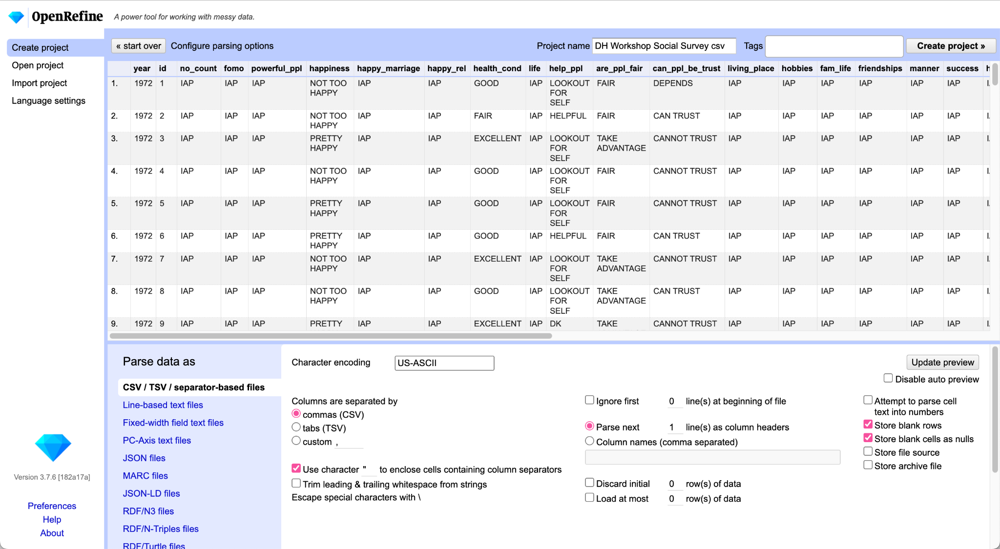 OpenRefine A power tool for working with messy data.
Create project
Open project
Import project
Language settings
« start over Configure parsing options Project name DH Workshop Social Survey csv Tags Create project »
year id no_count fomo powerful_ppl happiness happy_marriage happy_rel health_cond life help_ppl are_ppl_fair can_ppl_be_trust living_place hobbies fam_life friendships manner success
1. 1972 1 IAP IAP IAP NOT TOO HAPPY IAP IAP GOOD IAP LOOKOUT FOR SELF FAIR DEPENDS IAP IAP IAP IAP IAP IAP
2. 1972 2 IAP IAP IAP NOT TOO HAPPY IAP IAP FAIR IAP HELPFUL FAIR CAN TRUST IAP IAP IAP IAP IAP IAP
3. 1972 3 IAP IAP IAP PRETTY HAPPY IAP IAP EXCELLENT IAP LOOKOUT FOR SELF TAKE ADVANTAGE CANNOT TRUST IAP IAP IAP IAP IAP IAP
4. 1972 4 IAP IAP IAP NOT TOO HAPPY IAP IAP GOOD IAP LOOKOUT FOR SELF FAIR CANNOT TRUST IAP IAP IAP IAP IAP IAP
5. 1972 5 IAP IAP IAP PRETTY HAPPY IAP IAP GOOD IAP LOOKOUT FOR SELF FAIR CANNOT TRUST IAP IAP IAP IAP IAP IAP
6. 1972 6 IAP IAP IAP PRETTY HAPPY IAP IAP GOOD IAP HELPFUL FAIR CAN TRUST IAP IAP IAP IAP IAP IAP
7. 1972 7 IAP IAP IAP NOT TOO HAPPY IAP IAP EXCELLENT IAP LOOKOUT FOR SELF TAKE ADVANTAGE CANNOT TRUST IAP IAP IAP IAP IAP IAP
8. 1972 8 IAP IAP IAP NOT TOO HAPPY IAP IAP GOOD IAP LOOKOUT FOR SELF TAKE ADVANTAGE CAN TRUST IAP IAP IAP IAP IAP IAP
9. 1972 9 IAP IAP IAP PRETTY IAP IAP EXCELLENT IAP DK TAKE CANNOT TRUST IAP IAP IAP IAP IAP IAP
Parse data as
CSV / TSV / separator-based files
Line-based text files
Fixed-width field text files
PC-Axis text files
JSON files
MARC files
JSON-LD files
RDF/N3 files
RDF/N-Triples files
RDF/Turtle files
Character encoding US-ASCII
Update preview
Disable auto preview
Columns are separated by
commas (CSV)
tabs (TSV)
custom ,
Use character " to enclose cells containing column separators
Trim leading & trailing whitespace from strings
Escape special characters with \
Ignore first 0 line(s) at beginning of file
Parse next 1 line(s) as column headers
Column names (comma separated)
Discard initial 0 row(s) of data
Load at most 0 row(s) of data
Attempt to parse cell
text into numbers
Store blank rows
Store blank cells as nulls
Store file source
Store archive file
Version 3.7.6 [182a17a]
Preferences
Help
About